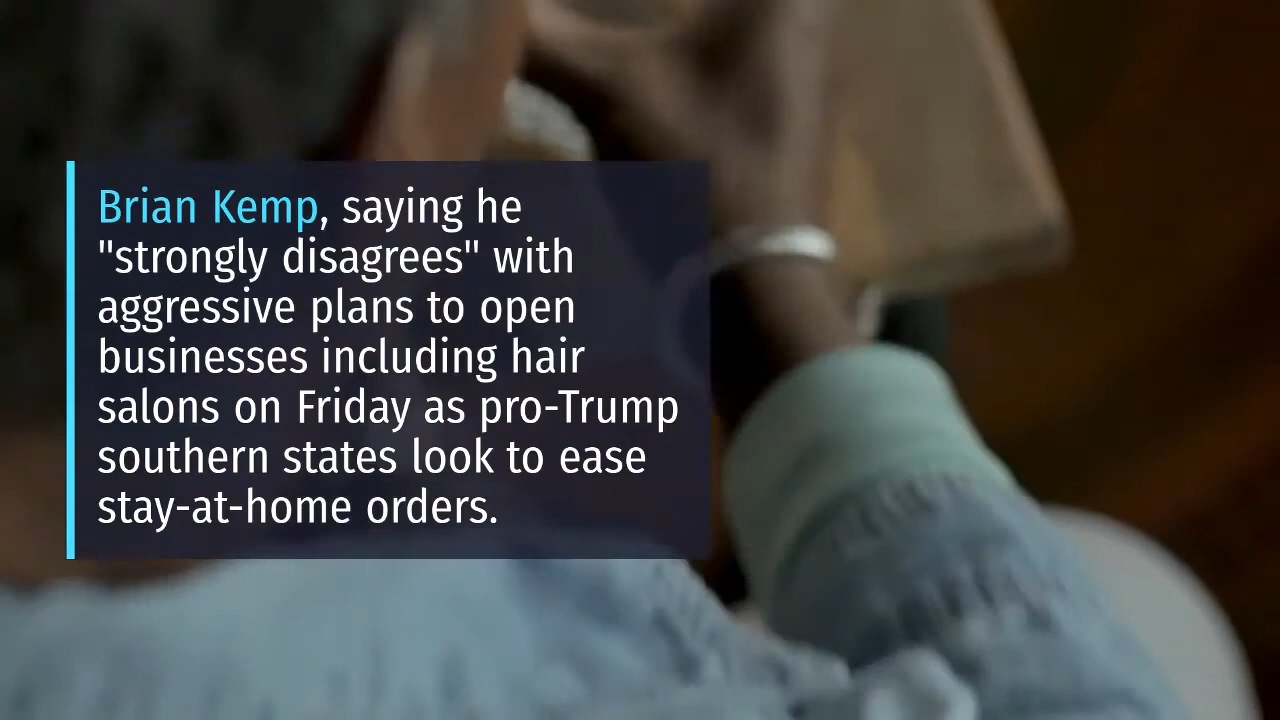 Brian Kemp, saying he
"strongly disagrees" with
aggressive plans to open
businesses including hair
salons on Friday as pro-Trump
southern states look to ease
stay-at-home orders.